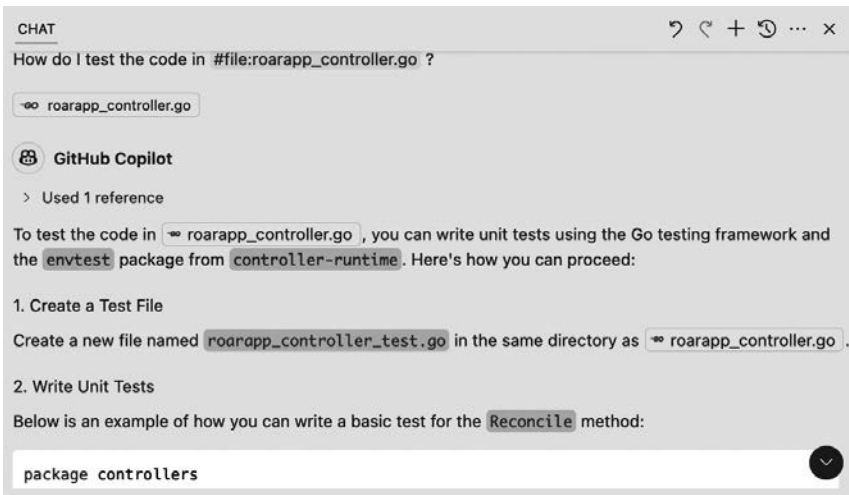 CHAT
How do I test the code in #file:roarapp_controller.go ?
roarapp_controller.go
GitHub Copilot
> Used 1 reference
To test the code in roarapp_controller.go , you can write unit tests using the Go testing framework and
the envtest package from controller-runtime. Here's how you can proceed:
1. Create a Test File
Create a new file named roarapp_controller_test.go in the same directory as roarapp_controller.go .
2. Write Unit Tests
Below is an example of how you can write a basic test for the Reconcile method:
package controllers